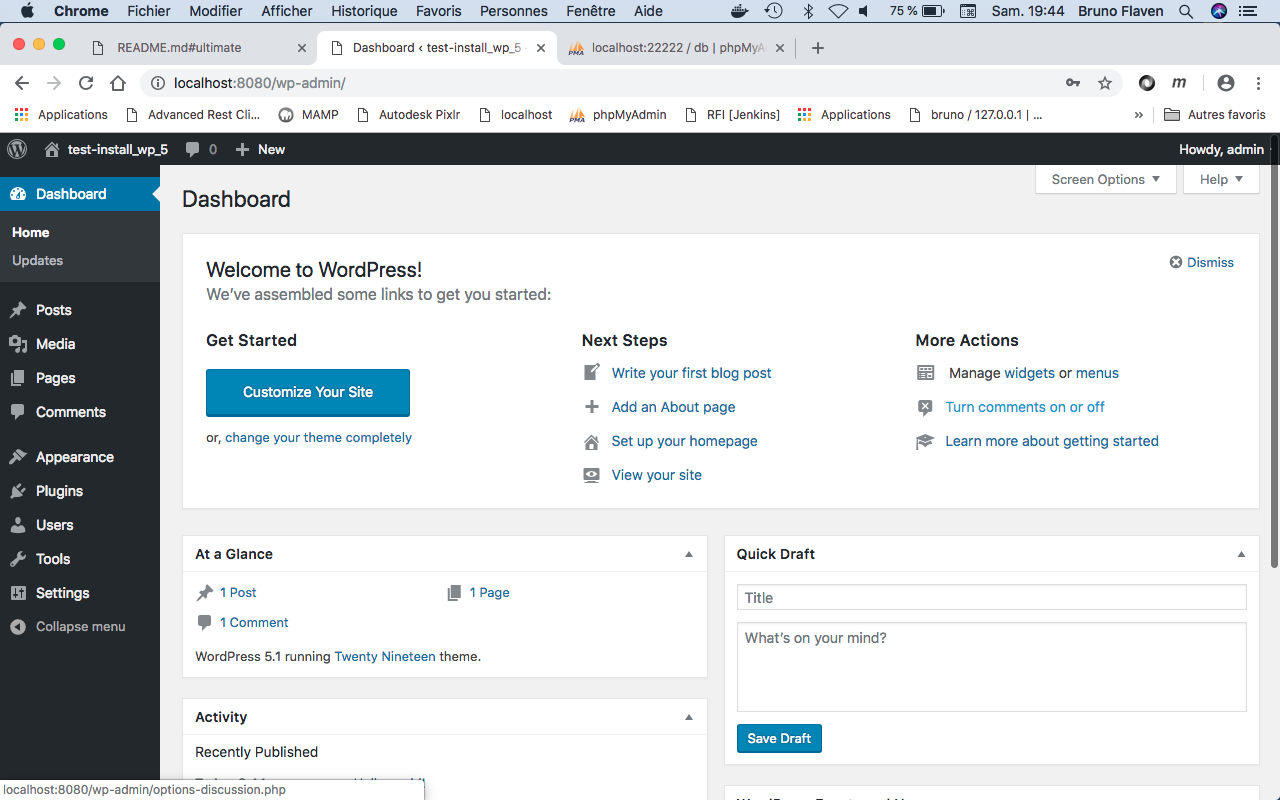 Chrome Fichier Modifier Afficher Historique Favoris Personnes Fenêtre Aide 75 % Sam. 19:44 Bruno Flaven
README.md#ultimate Dashboard ‹ test-install_wp_5 localhost:22222 / db | phpMyA
localhost:8080/wp-admin/ m
Applications Advanced Rest Cli... MAMP Autodesk Pixlr localhost phpMyAdmin RFI [Jenkins] Applications bruno / 127.0.0.1 | ... » Autres favoris
test-install_wp_5 0 New Howdy, admin
Screen Options Help
Dashboard
Home
Updates
Posts
Media
Pages
Comments
Appearance
Plugins
Users
Tools
Settings
Collapse menu
Dashboard
Welcome to WordPress!
Dismiss
We've assembled some links to get you started:
Get Started
Customize Your Site
or, change your theme completely
Next Steps
Write your first blog post
Add an About page
Set up your homepage
View your site
More Actions
Manage widgets or menus
Turn comments on or off
Learn more about getting started
At a Glance
1 Post 1 Page
1 Comment
WordPress 5.1 running Twenty Nineteen theme.
Activity
Recently Published
Quick Draft
Title
What's on your mind?
Save Draft
localhost:8080/wp-admin/options-discussion.php